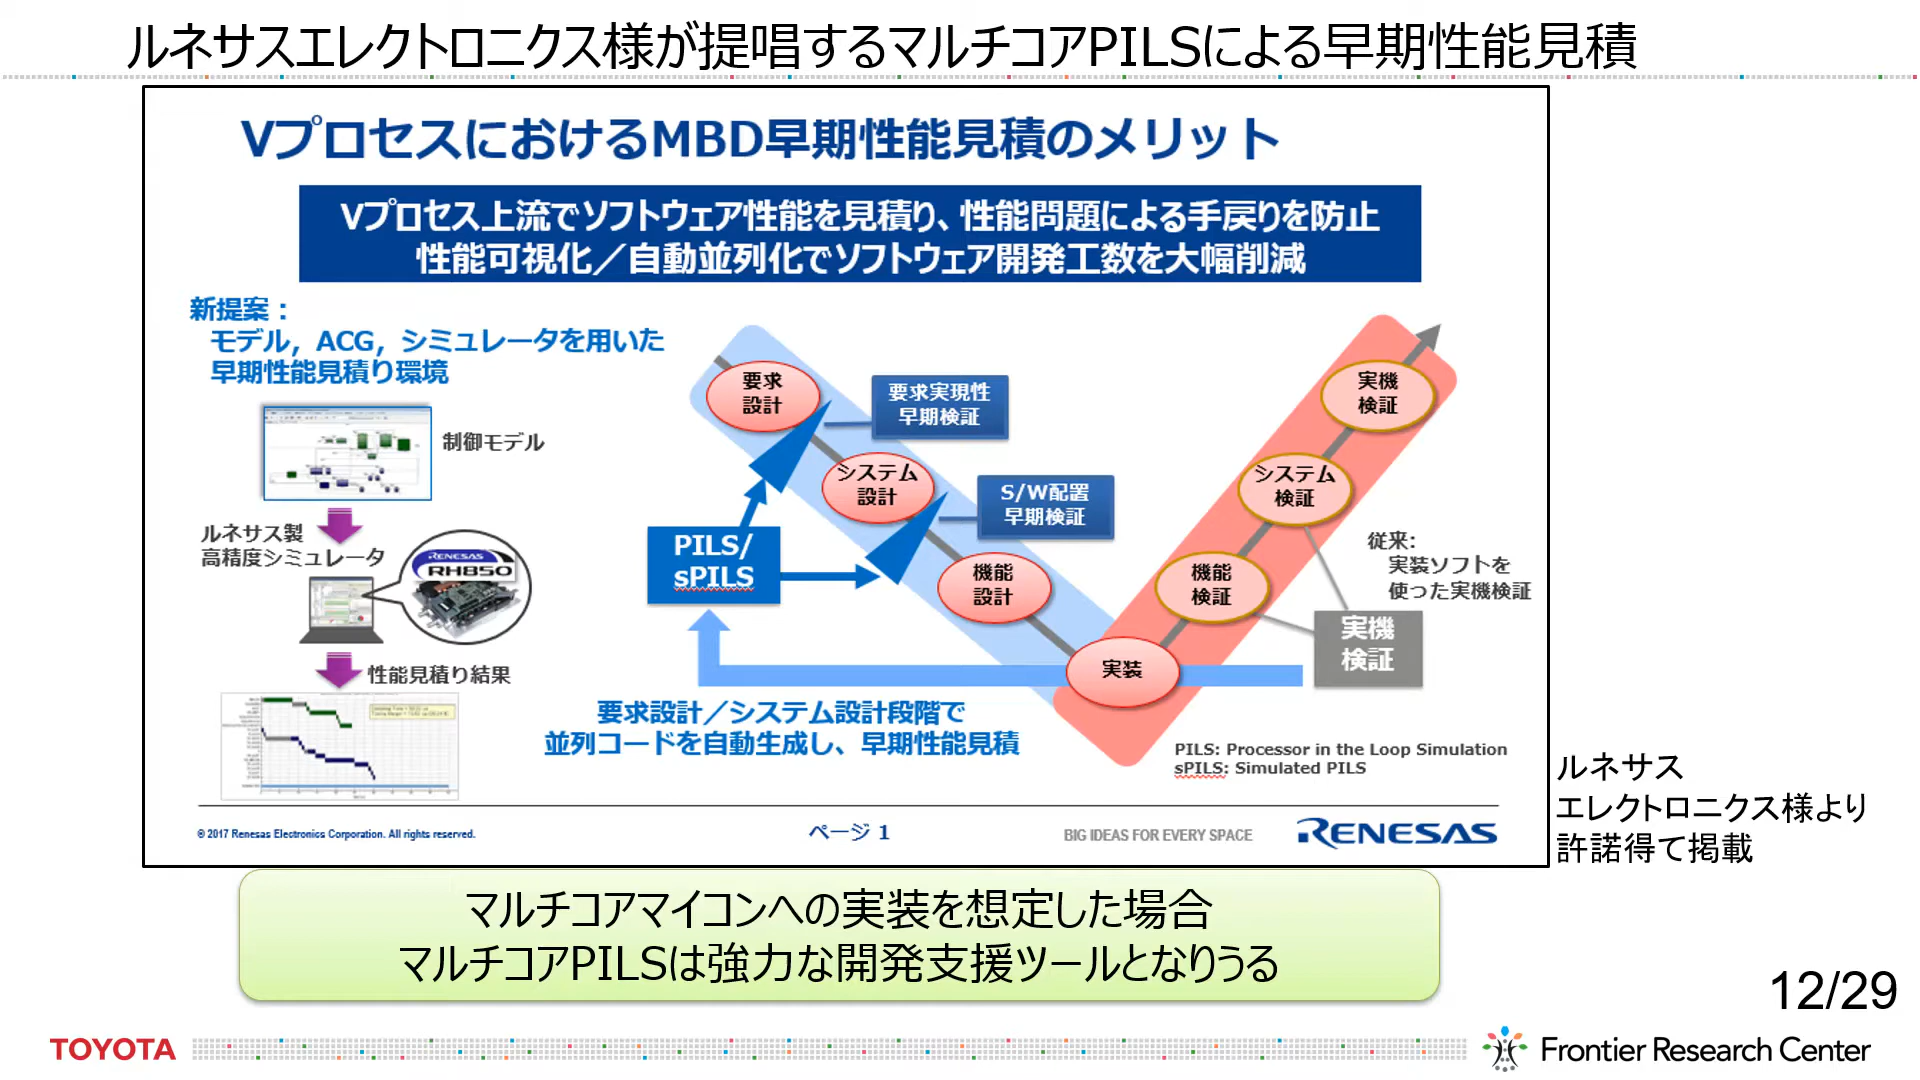 ルネサスエレクトロニクス様が提唱するマルチコアPILSによる早期性能見積
VプロセスにおけるMBD早期性能見積のメリット
Vプロセス上流でソフトウェア性能を見積り、性能問題による手戻りを防止
性能可視化／自動並列化でソフトウェア開発工数を大幅削減
新提案：
モデル，ACG，シミュレータを用いた
早期性能見積り環境
制御モデル
ルネサス製
高精度シミュレータ
RENESAS
RH850
性能見積り結果
要求
設計
要求実現性
早期検証
システム
設計
S/W配置
早期検証
PILS/
sPILS
機能
設計
実装
機能
検証
システム
検証
実機
検証
従来:
実装ソフトを
使った実機検証
実機
検証
要求設計／システム設計段階で
並列コードを自動生成し、早期性能見積
PILS: Processor in the Loop Simulation
sPILS: Simulated PILS
© 2017 Renesas Electronics Corporation. All rights reserved.
ページ 1
BIG IDEAS FOR EVERY SPACE
RENESAS
ルネサス
エレクトロニクス様より
許諾得て掲載
マルチコアマイコンへの実装を想定した場合
マルチコアPILSは強力な開発支援ツールとなりうる
12/29
TOYOTA
Frontier Research Center